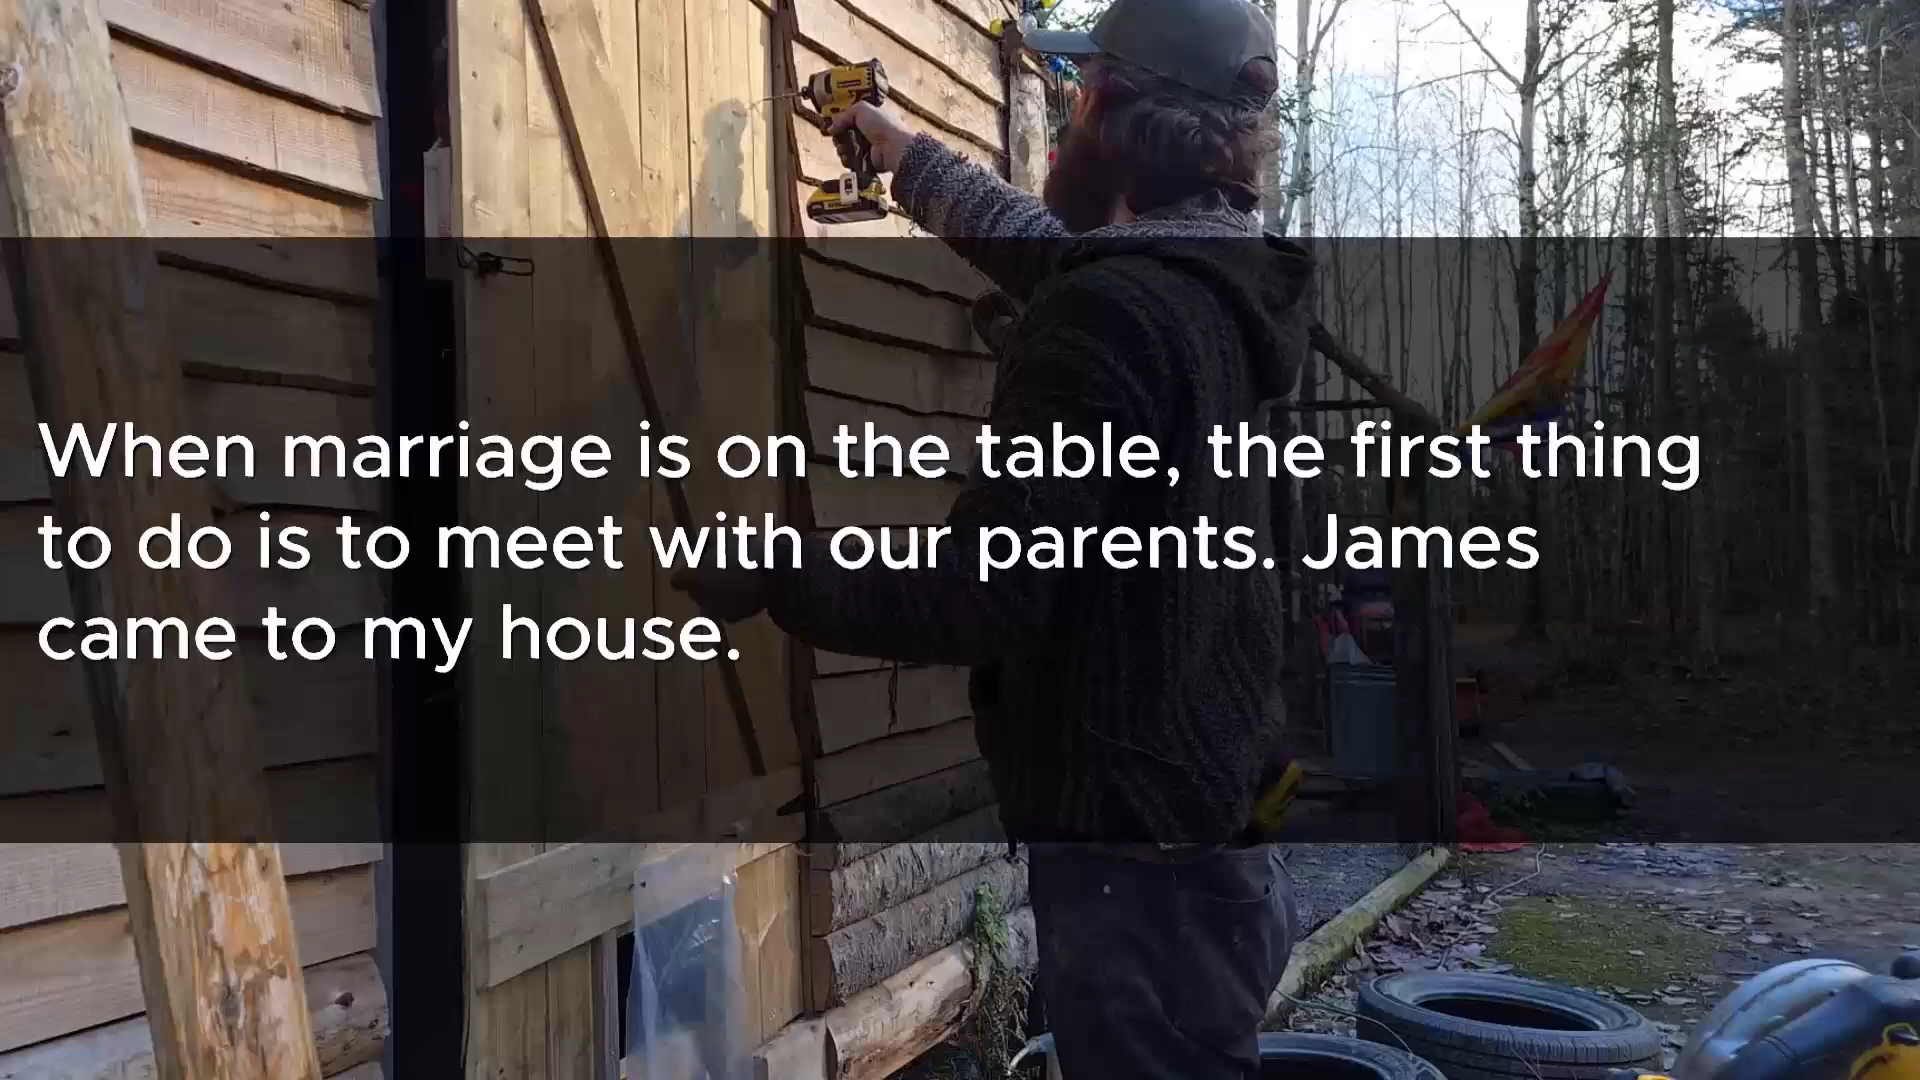 When marriage is on the table, the first thing
to do is to meet with our parents. James
came to my house.